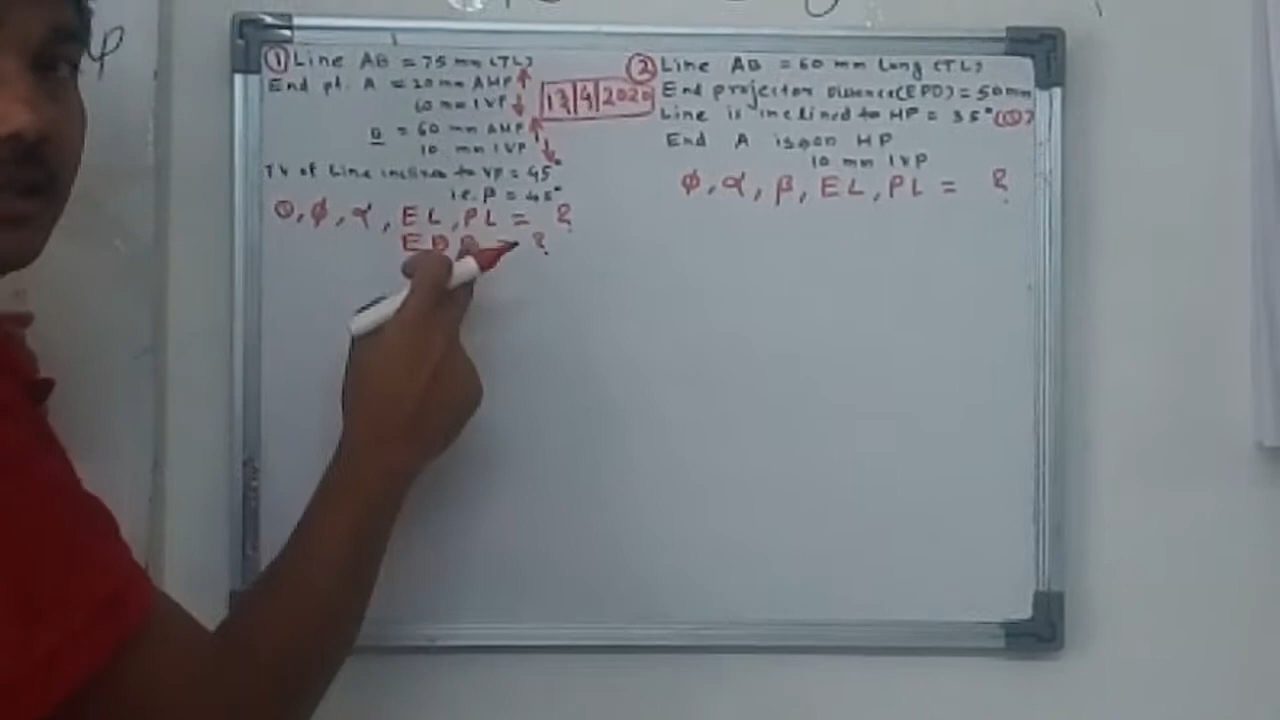 ① Line AB = 75 mm (TL)
End pt. A = 20 mm AHP ↑
60 mm IVP ↓
B = 60 mm AHP ↑
10 mm IVP ↓
TV of Line inclined to VP = 45°
i.e. β = 45°
θ, φ, α, EL, PL = ?
EDP = ?
13|4|2020
② Line AB = 60 mm Long (TL)
End projector distance (EPD) = 50 mm
Line is inclined to HP = 35° (θ)
End A is on HP
10 mm IVP
φ, α, β, EL, PL = ?
φ